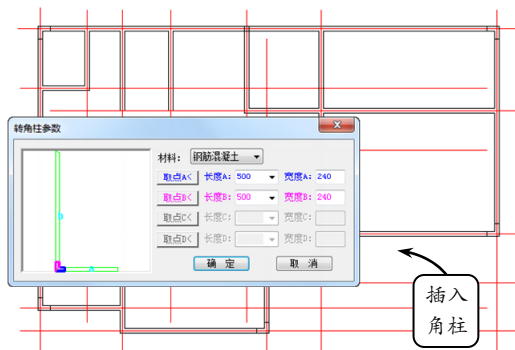 转角柱参数
材料: 钢筋混凝土
取点A< 长度A: 500 宽度A: 240
取点B< 长度B: 500 宽度B: 240
取点C< 长度C: 宽度C:
取点D< 长度D: 宽度D:
B
A
确 定 取 消
插入
角柱